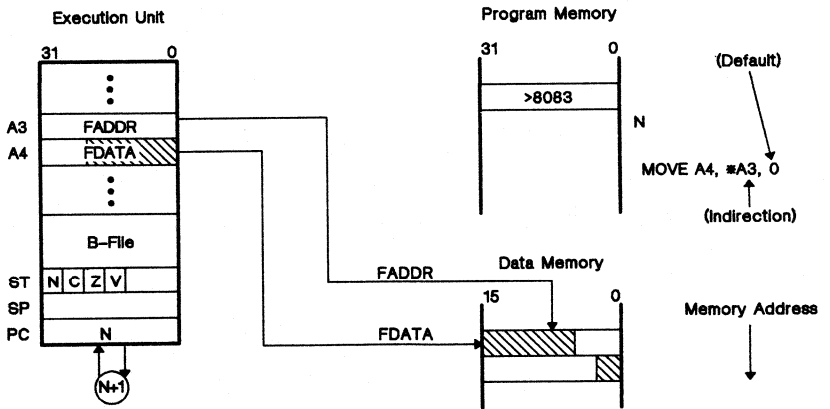 Execution Unit
31 0
A3 FADDR
A4 FDATA
B-File
ST N C Z V
SP
PC N
N+1
Program Memory
31 0
>8083
N
(Default)
MOVE A4, *A3, 0
(Indirection)
FADDR
FDATA
Data Memory
15 0
Memory Address